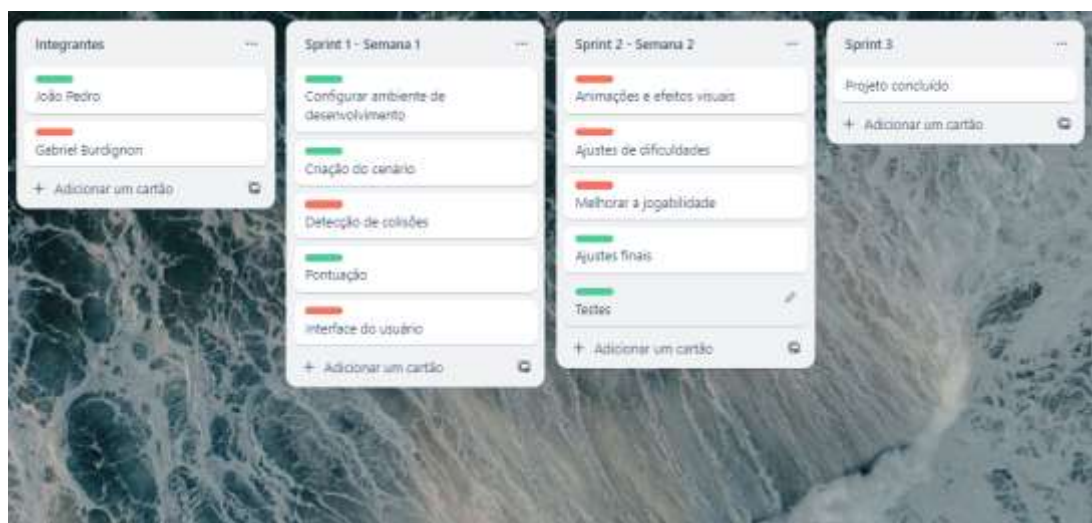 Integrantes
João Pedro
Gabriel Burdignon
+ Adicionar um cartão
Sprint 1 - Semana 1
Configurar ambiente de
desenvolvimento
Criação do cenário
Detecção de colisões
Pontuação
Interface do usuário
+ Adicionar um cartão
Sprint 2 - Semana 2
Animações e efeitos visuais
Ajustes de dificuldades
Melhorar a jogabilidade
Ajustes finais
Testes
+ Adicionar um cartão
Sprint 3
Projeto concluído
+ Adicionar um cartão